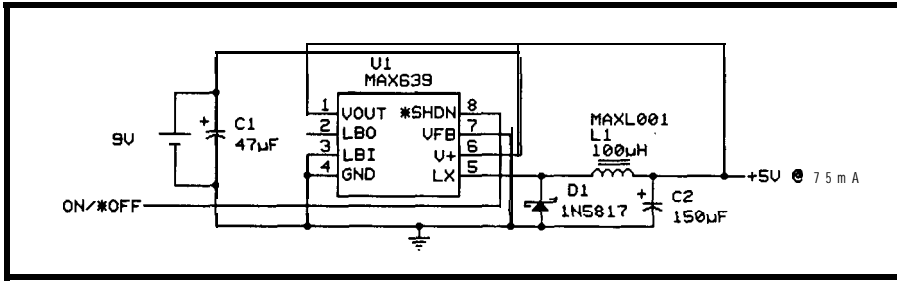 U1
MAX639
1 VOUT *SHDN 8
2 LBO VFB 7
3 LBI V+ 6
4 GND LX 5
9V
+ C1
47µF
MAXL001
L1
100µH
D1
1N5817
+ C2
150µF
+5V @ 75mA
ON/*OFF